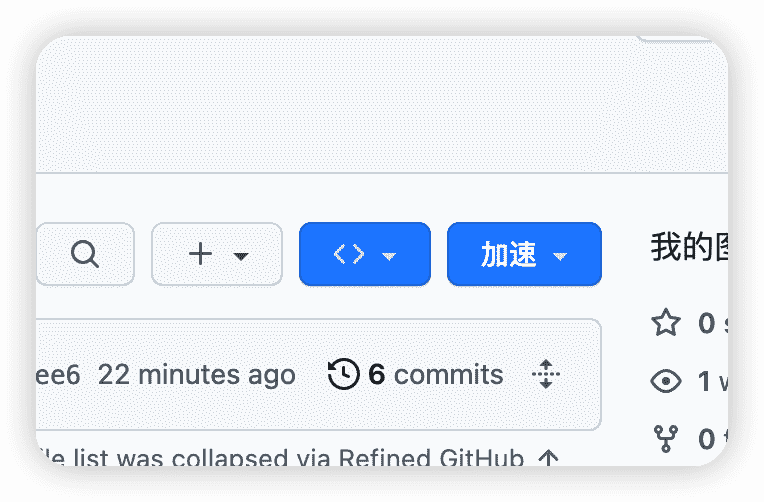 加速
我的
0
ee6 22 minutes ago 6 commits
1
0
list was collapsed via Refined GitHub